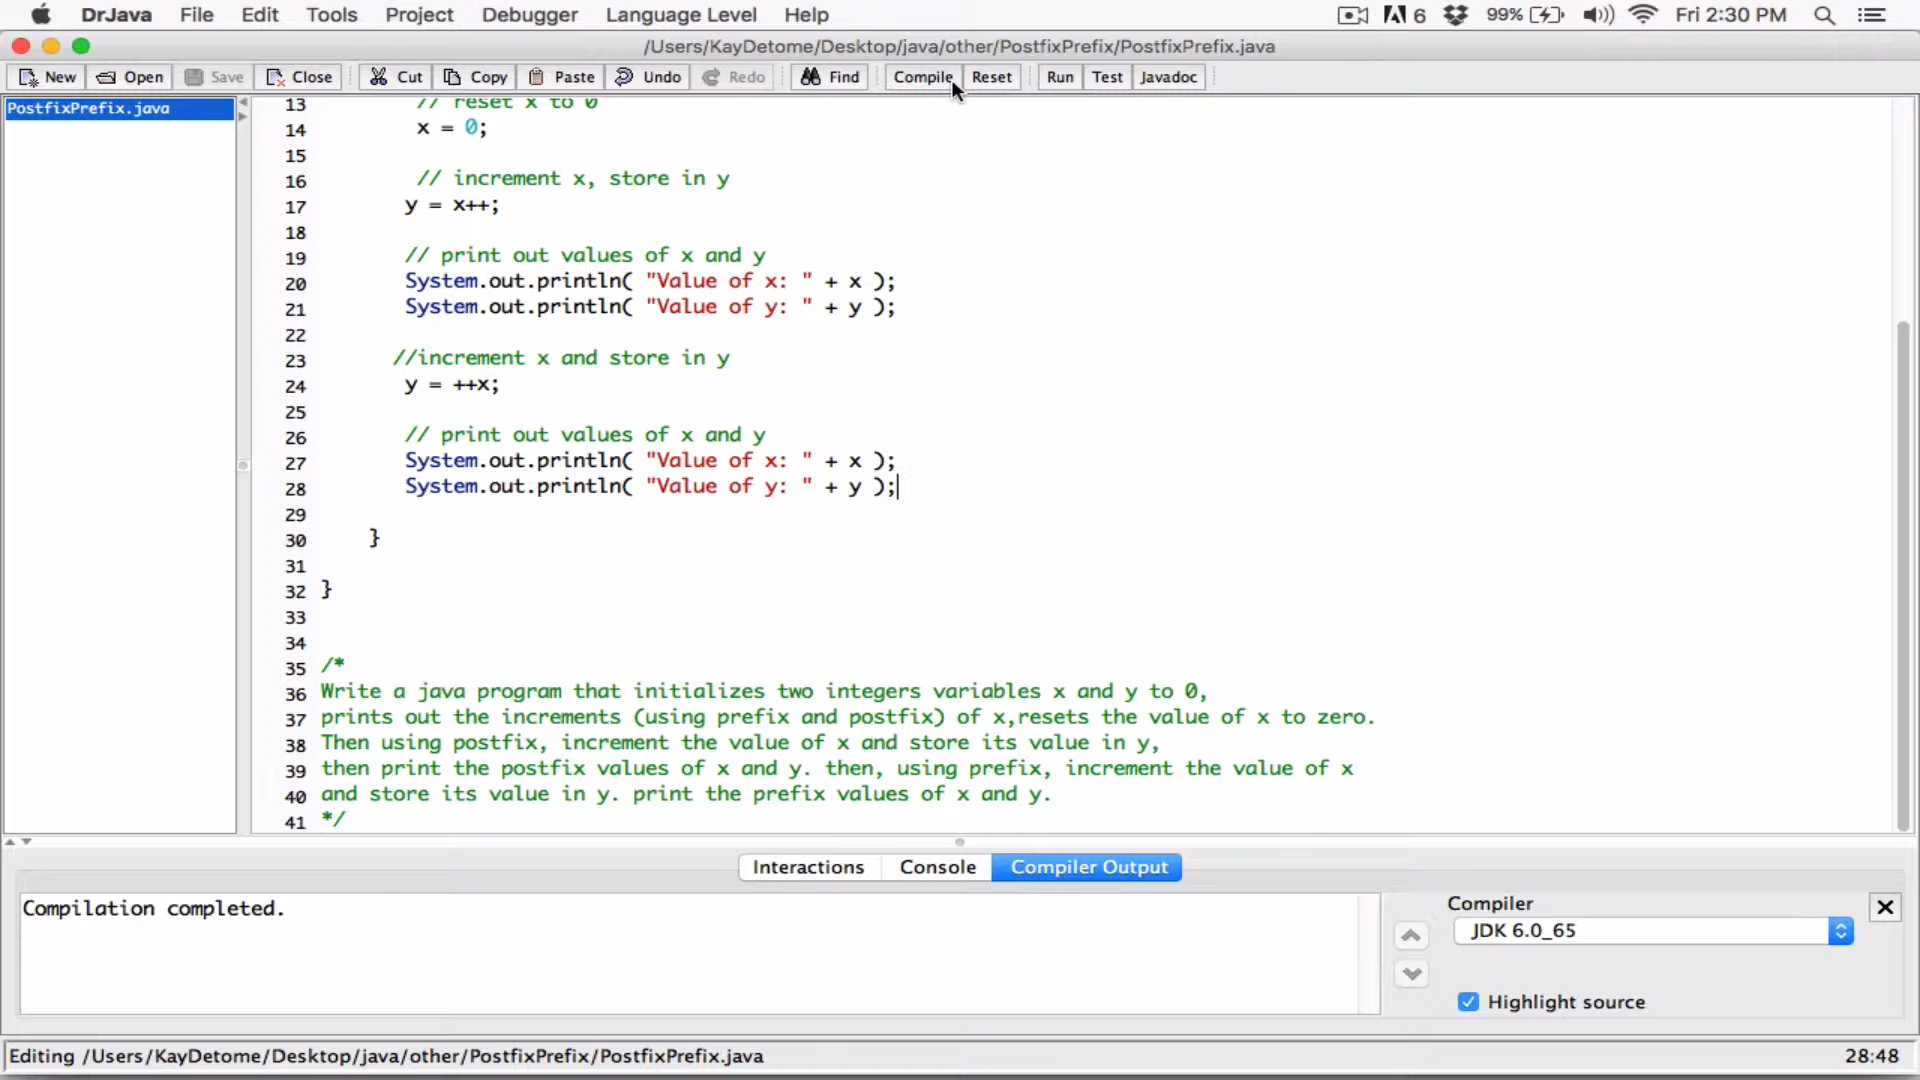 DrJava File Edit Tools Project Debugger Language Level Help 6 99% Fri 2:30 PM
/Users/KayDetome/Desktop/java/other/PostfixPrefix/PostfixPrefix.java
New Open Save Close Cut Copy Paste Undo Redo Find Compile Reset Run Test Javadoc
PostfixPrefix.java
13 // reset x to 0
14 x = 0;
15
16 // increment x, store in y
17 y = x++;
18
19 // print out values of x and y
20 System.out.println( "Value of x: " + x );
21 System.out.println( "Value of y: " + y );
22
23 //increment x and store in y
24 y = ++x;
25
26 // print out values of x and y
27 System.out.println( "Value of x: " + x );
28 System.out.println( "Value of y: " + y );
29
30 }
31
32 }
33
34
35 /*
36 Write a java program that initializes two integers variables x and y to 0,
37 prints out the increments (using prefix and postfix) of x,resets the value of x to zero.
38 Then using postfix, increment the value of x and store its value in y,
39 then print the postfix values of x and y. then, using prefix, increment the value of x
40 and store its value in y. print the prefix values of x and y.
41 */
Interactions Console Compiler Output
Compilation completed.
Compiler
JDK 6.0_65
Highlight source
Editing /Users/KayDetome/Desktop/java/other/PostfixPrefix/PostfixPrefix.java 28:48